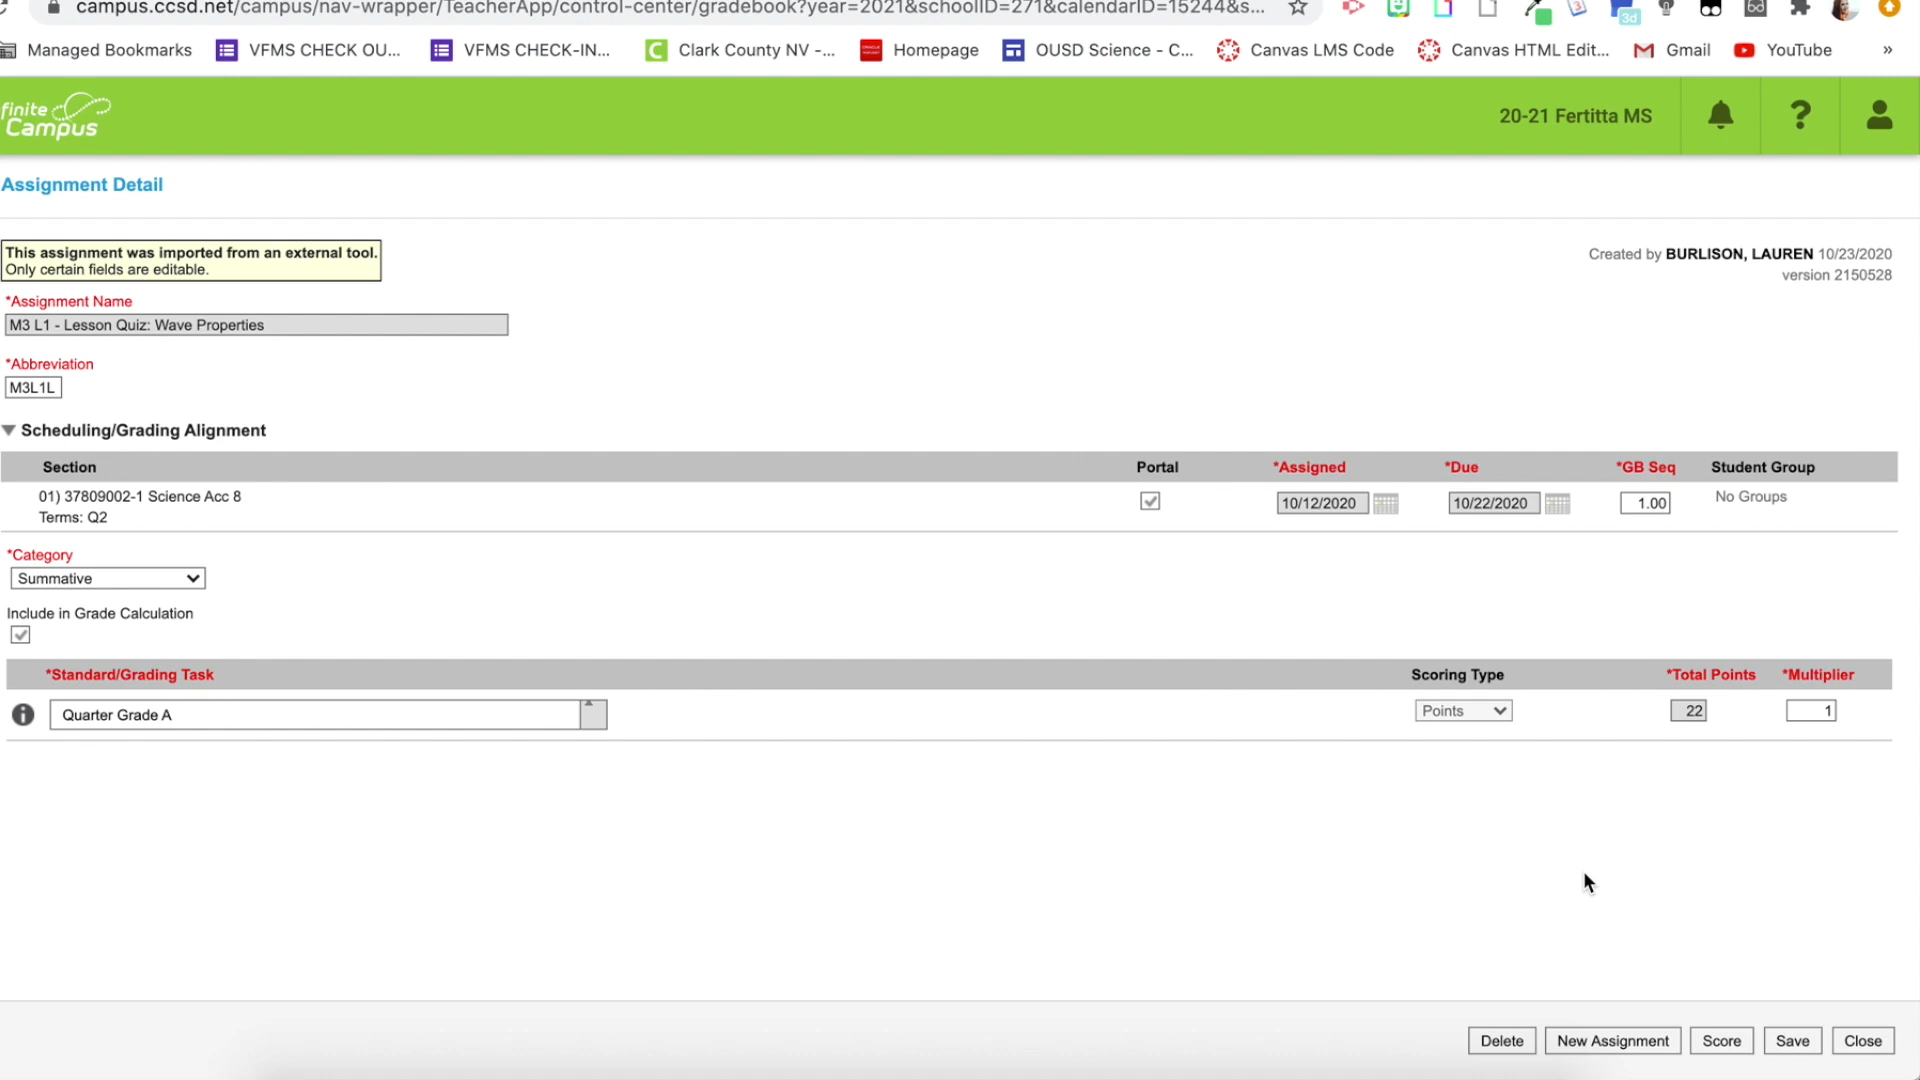 campus.ccsd.net/campus/nav-wrapper/TeacherApp/control-center/gradebook?year=2021&schoolID=271&calendarID=15244&s...
3d
Managed Bookmarks
VFMS CHECK OU...
VFMS CHECK-IN...
Clark County NV -...
Homepage
OUSD Science - C...
Canvas LMS Code
Canvas HTML Edit...
Gmail
YouTube
»
finite Campus
20-21 Fertitta MS
Assignment Detail
This assignment was imported from an external tool.
Only certain fields are editable.
Created by BURLISON, LAUREN 10/23/2020
version 2150528
*Assignment Name
M3 L1 - Lesson Quiz: Wave Properties
*Abbreviation
M3L1L
Scheduling/Grading Alignment
Section Portal *Assigned *Due *GB Seq Student Group
01) 37809002-1 Science Acc 8 10/12/2020 10/22/2020 1.00 No Groups
Terms: Q2
*Category
Summative
Include in Grade Calculation
*Standard/Grading Task Scoring Type *Total Points *Multiplier
Quarter Grade A Points 22 1
Delete New Assignment Score Save Close